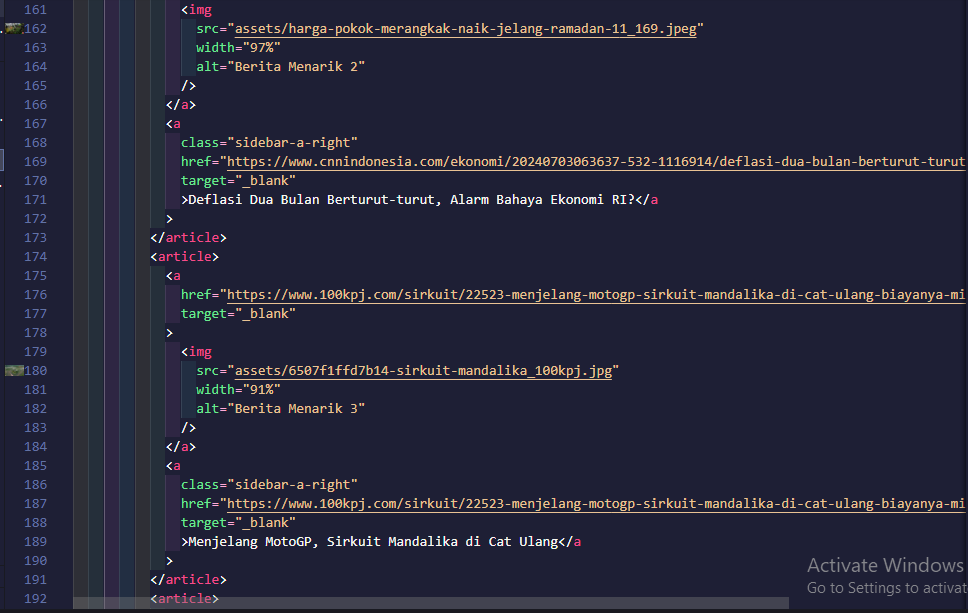 161 <img
162 src="assets/harga-pokok-merangkak-naik-jelang-ramadan-11_169.jpeg"
163 width="97%"
164 alt="Berita Menarik 2"
165 />
166 </a>
167 <a
168 class="sidebar-a-right"
169 href="https://www.cnnindonesia.com/ekonomi/20240703063637-532-1116914/deflasi-dua-bulan-berturut-turut
170 target="_blank"
171 >Deflasi Dua Bulan Berturut-turut, Alarm Bahaya Ekonomi RI?</a
172 >
173 </article>
174 <article>
175 <a
176 href="https://www.100kpj.com/sirkuit/22523-menjelang-motogp-sirkuit-mandalika-di-cat-ulang-biayanya-mi
177 target="_blank"
178 >
179 <img
180 src="assets/6507f1ffd7b14-sirkuit-mandalika_100kpj.jpg"
181 width="91%"
182 alt="Berita Menarik 3"
183 />
184 </a>
185 <a
186 class="sidebar-a-right"
187 href="https://www.100kpj.com/sirkuit/22523-menjelang-motogp-sirkuit-mandalika-di-cat-ulang-biayanya-mi
188 target="_blank"
189 >Menjelang MotoGP, Sirkuit Mandalika di Cat Ulang</a
190 >
191 </article>
192 <article>
Activate Windows
Go to Settings to activat